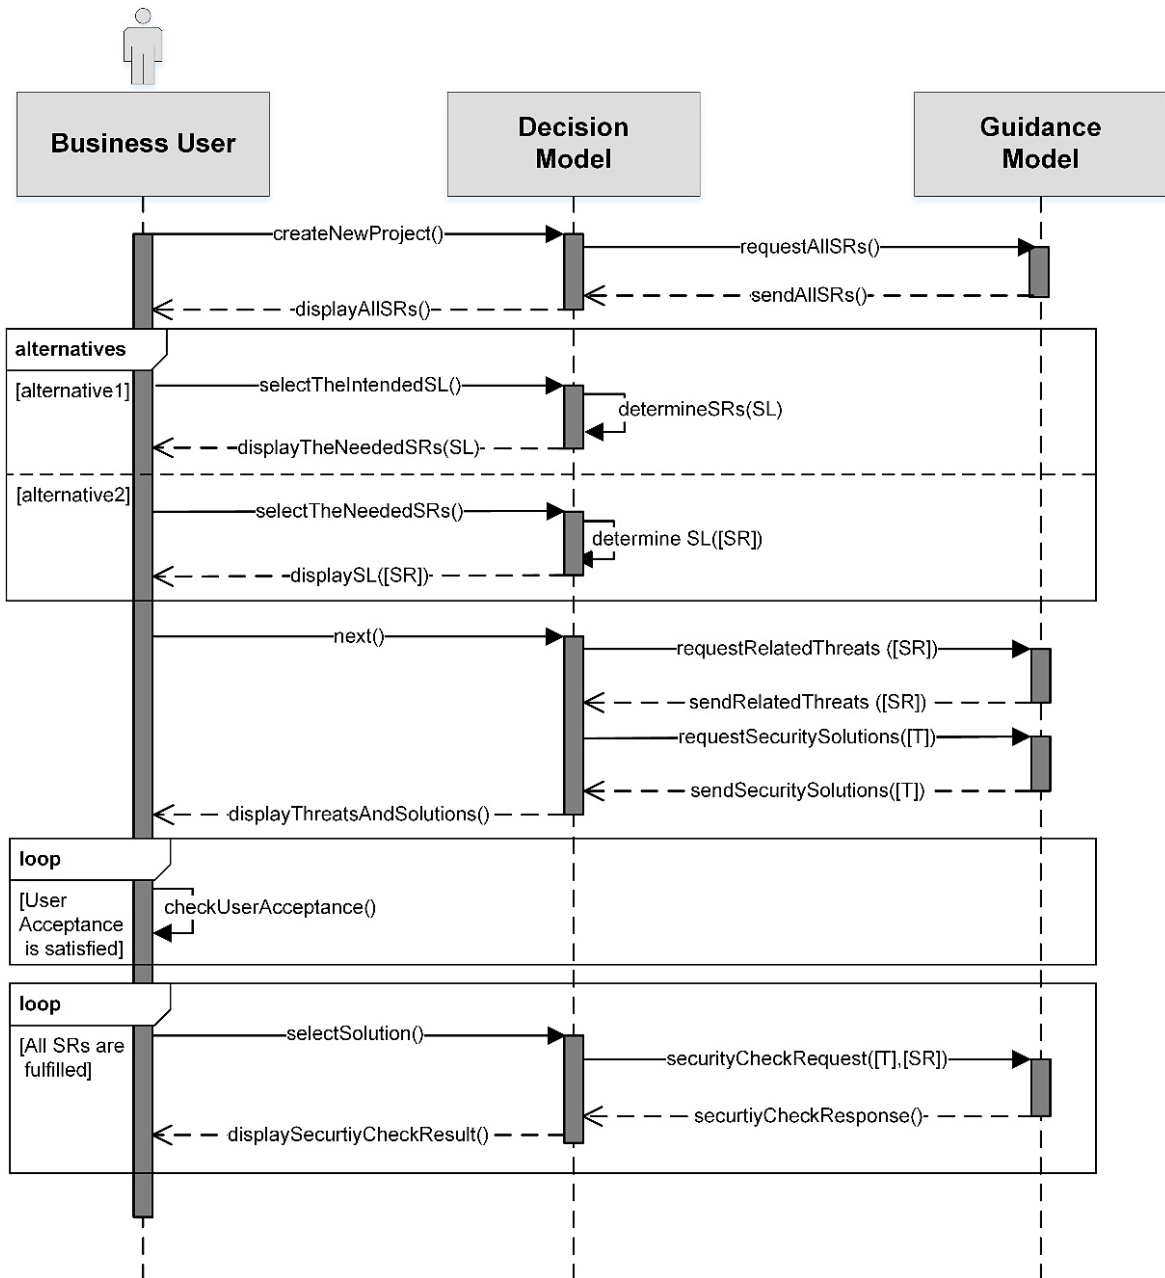 Business User
Decision
Model
Guidance
Model
createNewProject()
requestAllSRs()
sendAllSRs()
displayAllSRs()
alternatives
[alternative1]
selectTheIntendedSL()
determineSRs(SL)
displayTheNeededSRs(SL)
[alternative2]
selectTheNeededSRs()
determine SL([SR])
displaySL([SR])
next()
requestRelatedThreats ([SR])
sendRelatedThreats ([SR])
requestSecuritySolutions([T])
sendSecuritySolutions([T])
displayThreatsAndSolutions()
loop
[User
Acceptance
is satisfied]
checkUserAcceptance()
loop
[All SRs are
fulfilled]
selectSolution()
securityCheckRequest([T],[SR])
securtiyCheckResponse()
displaySecurtiyCheckResult()